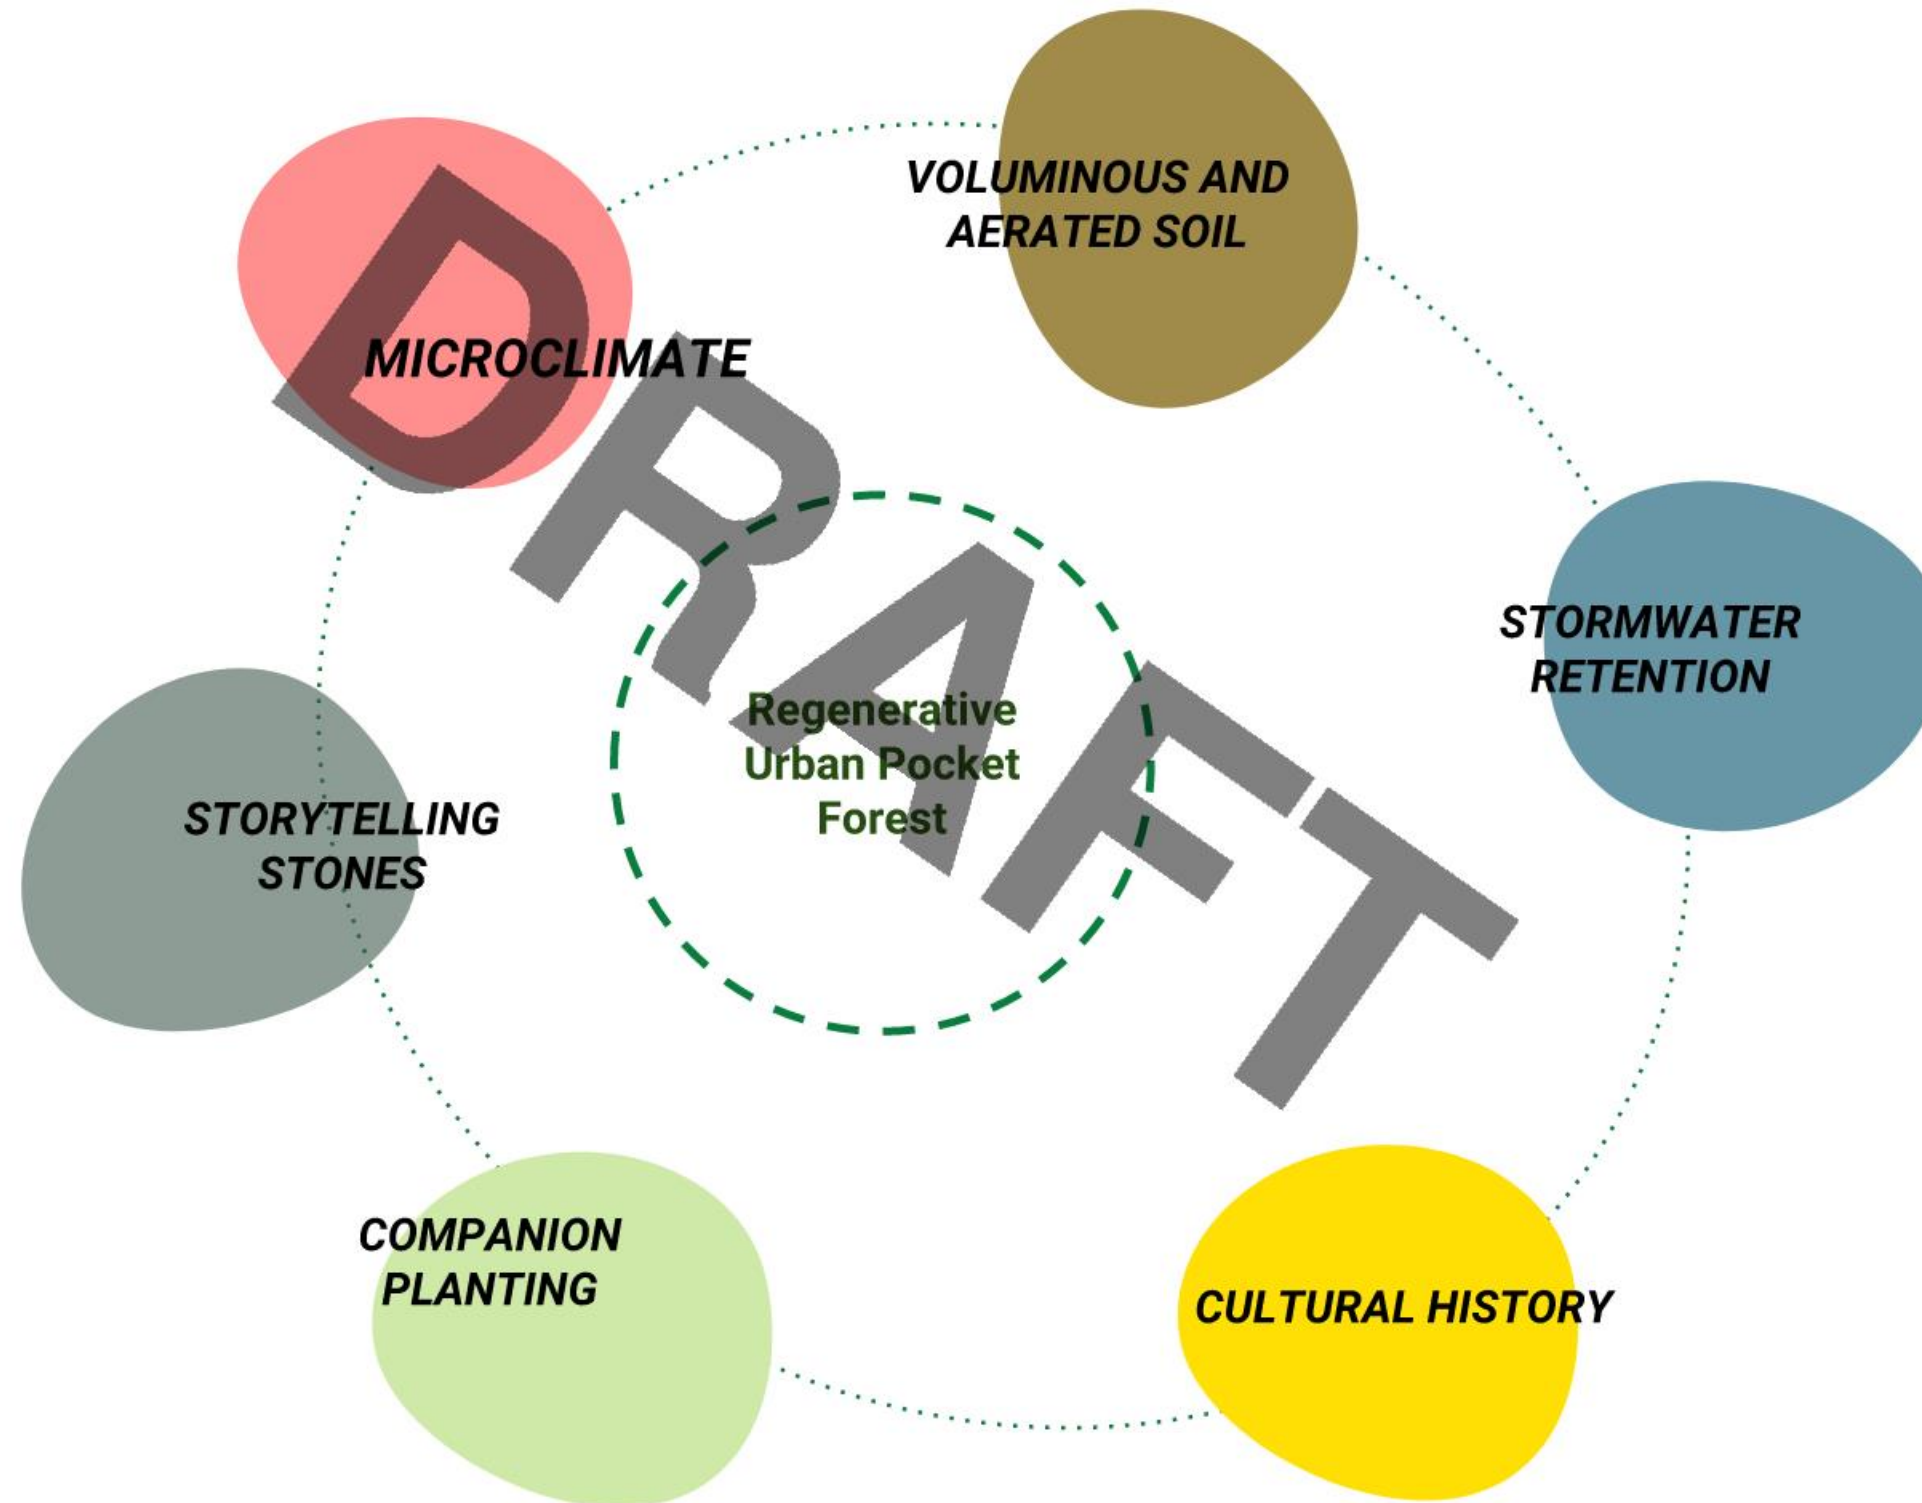 VOLUMINOUS AND
AERATED SOIL
MICROCLIMATE
STORMWATER
RETENTION
Regenerative
Urban Pocket
Forest
STORYTELLING
STONES
COMPANION
PLANTING
CULTURAL HISTORY
DRAFT